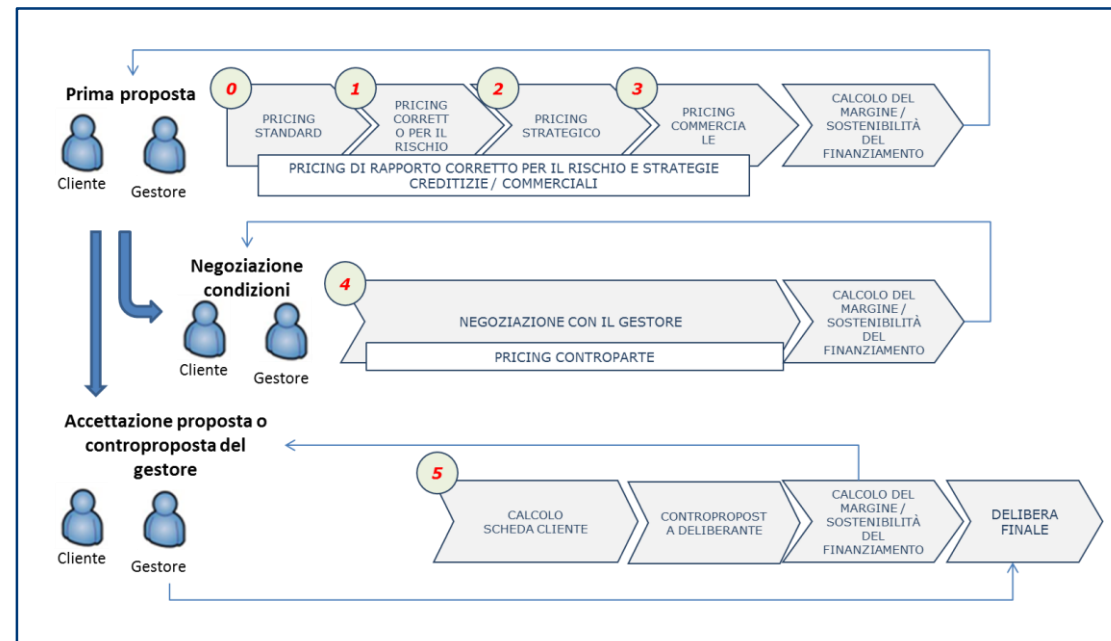 Prima proposta
Cliente
Gestore
0
PRICING
STANDARD
1
PRICING
CORRETT
O PER IL
RISCHIO
2
PRICING
STRATEGICO
3
PRICING
COMMERCIA
LE
CALCOLO DEL
MARGINE /
SOSTENIBILITÀ
DEL
FINANZIAMENTO
PRICING DI RAPPORTO CORRETTO PER IL RISCHIO E STRATEGIE
CREDITIZIE / COMMERCIALI
Negoziazione
condizioni
Cliente
Gestore
4
NEGOZIAZIONE CON IL GESTORE
PRICING CONTROPARTE
CALCOLO DEL
MARGINE /
SOSTENIBILITÀ
DEL
FINANZIAMENTO
Accettazione proposta o
controproposta del
gestore
Cliente
Gestore
5
CALCOLO
SCHEDA CLIENTE
CONTROPROPOST
A DELIBERANTE
CALCOLO DEL
MARGINE /
SOSTENIBILITÀ
DEL
FINANZIAMENTO
DELIBERA
FINALE